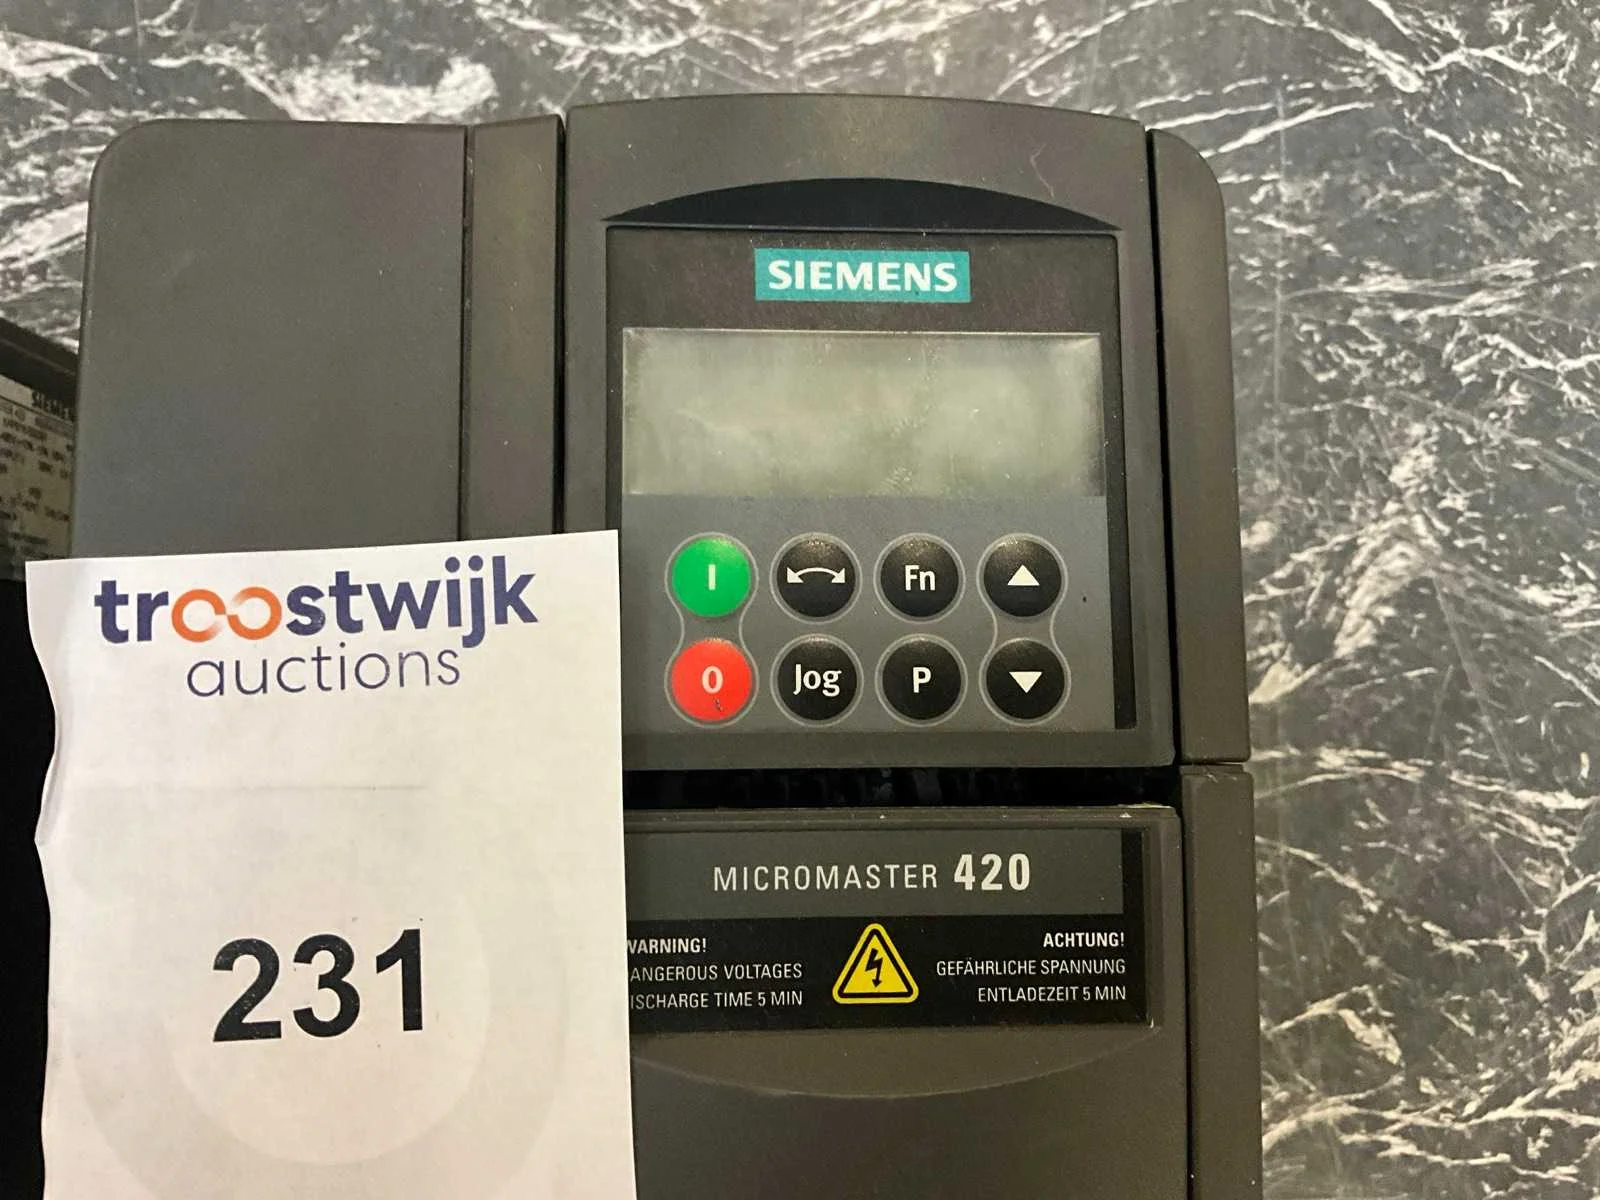 SIEMENS
I
Fn
0
Jog
P
troostwijk
auctions
231
MICROMASTER 420
WARNING!
ANGEROUS VOLTAGES
ISCHARGE TIME 5 MIN
ACHTUNG!
GEFÄHRLICHE SPANNUNG
ENTLADEZEIT 5 MIN